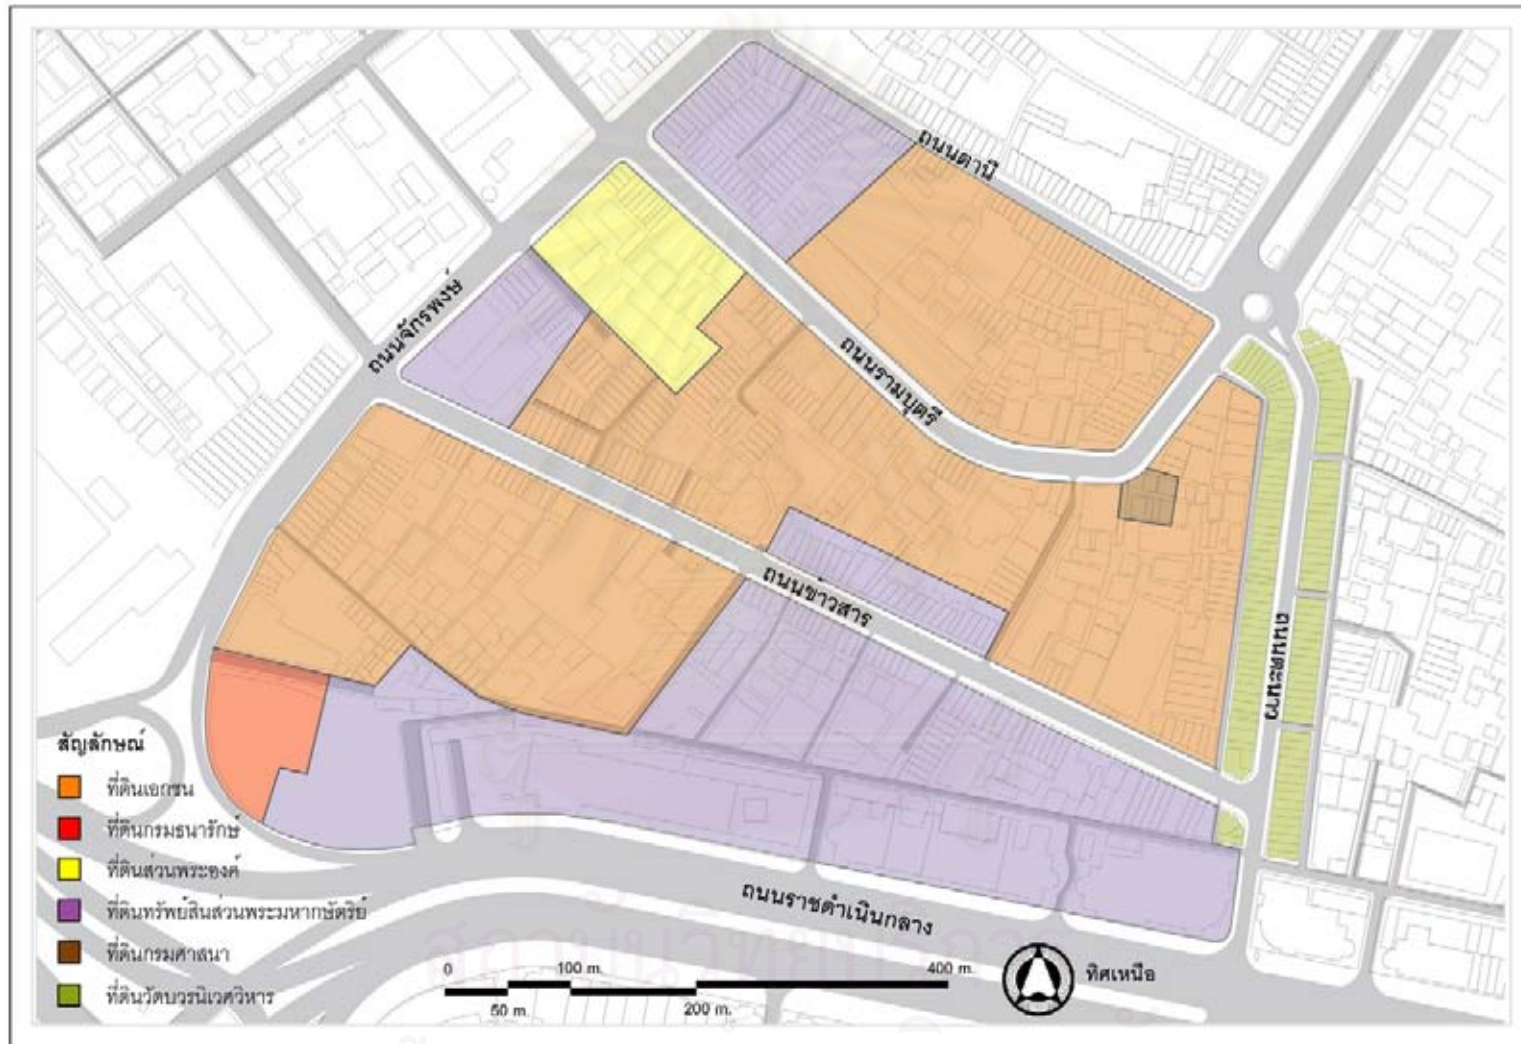 ถนนตานี
ถนนจักรพงษ์
ถนนรามบุตรี
ถนนข้าวสาร
ถนนตะนาว
ถนนราชดำเนินกลาง
สัญลักษณ์
ที่ดินเอกชน
ที่ดินกรมธนารักษ์
ที่ดินส่วนพระองค์
ที่ดินทรัพย์สินส่วนพระมหากษัตริย์
ที่ดินกรมศาสนา
ที่ดินวัดบวรนิเวศวิหาร
0 100 m. 400 m.
50 m. 200 m.
ทิศเหนือ